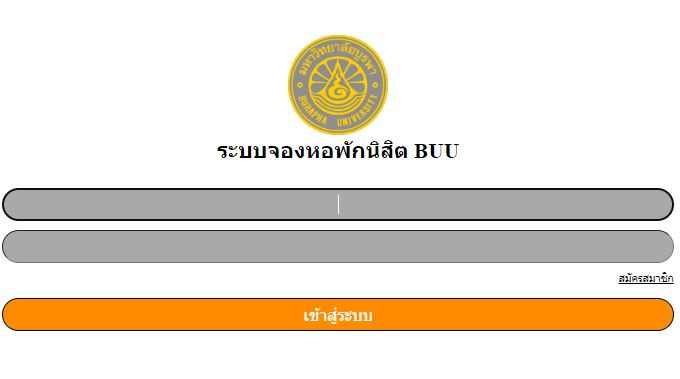 มหาวิทยาลัยบูรพา
BURAPHA UNIVERSITY
ระบบจองหอพักนิสิต BUU
สมัครสมาชิก
เข้าสู่ระบบ